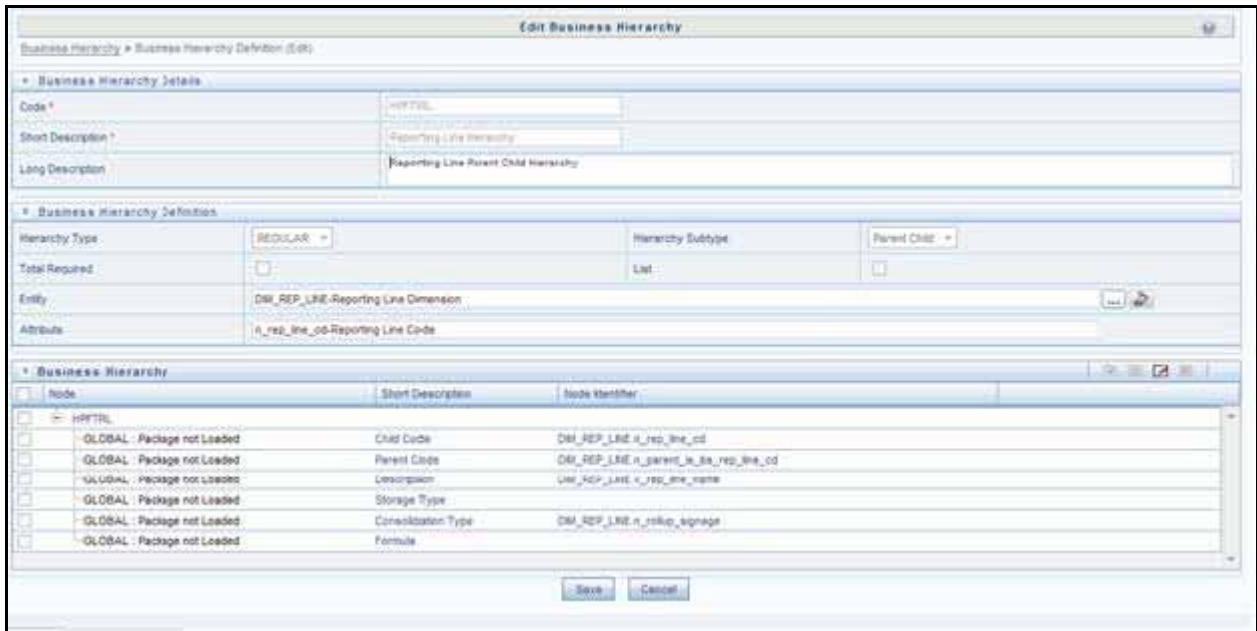 Edit Business Hierarchy
Business Hierarchy > Business Hierarchy Definition (Edit)
Business Hierarchy Details
Code *
Short Description * Reporting Line Hierarchy
Long Description Reporting Line Parent Child Hierarchy
Business Hierarchy Definition
Hierarchy Type REGULAR Hierarchy Subtype Parent Child
Total Required List
Entity DIM_REP_LINE-Reporting Line Dimension ...
Attribute n_rep_line_cd-Reporting Line Code
Business Hierarchy
Node Short Description Node Identifier
GLOBAL : Package not Loaded Child Code DIM_REP_LINE.n_rep_line_cd
GLOBAL : Package not Loaded Parent Code
GLOBAL : Package not Loaded Description
GLOBAL : Package not Loaded Storage Type
GLOBAL : Package not Loaded Consolidation Type DIM_REP_LINE.n_rollup_signage
GLOBAL : Package not Loaded Formula
Save Cancel